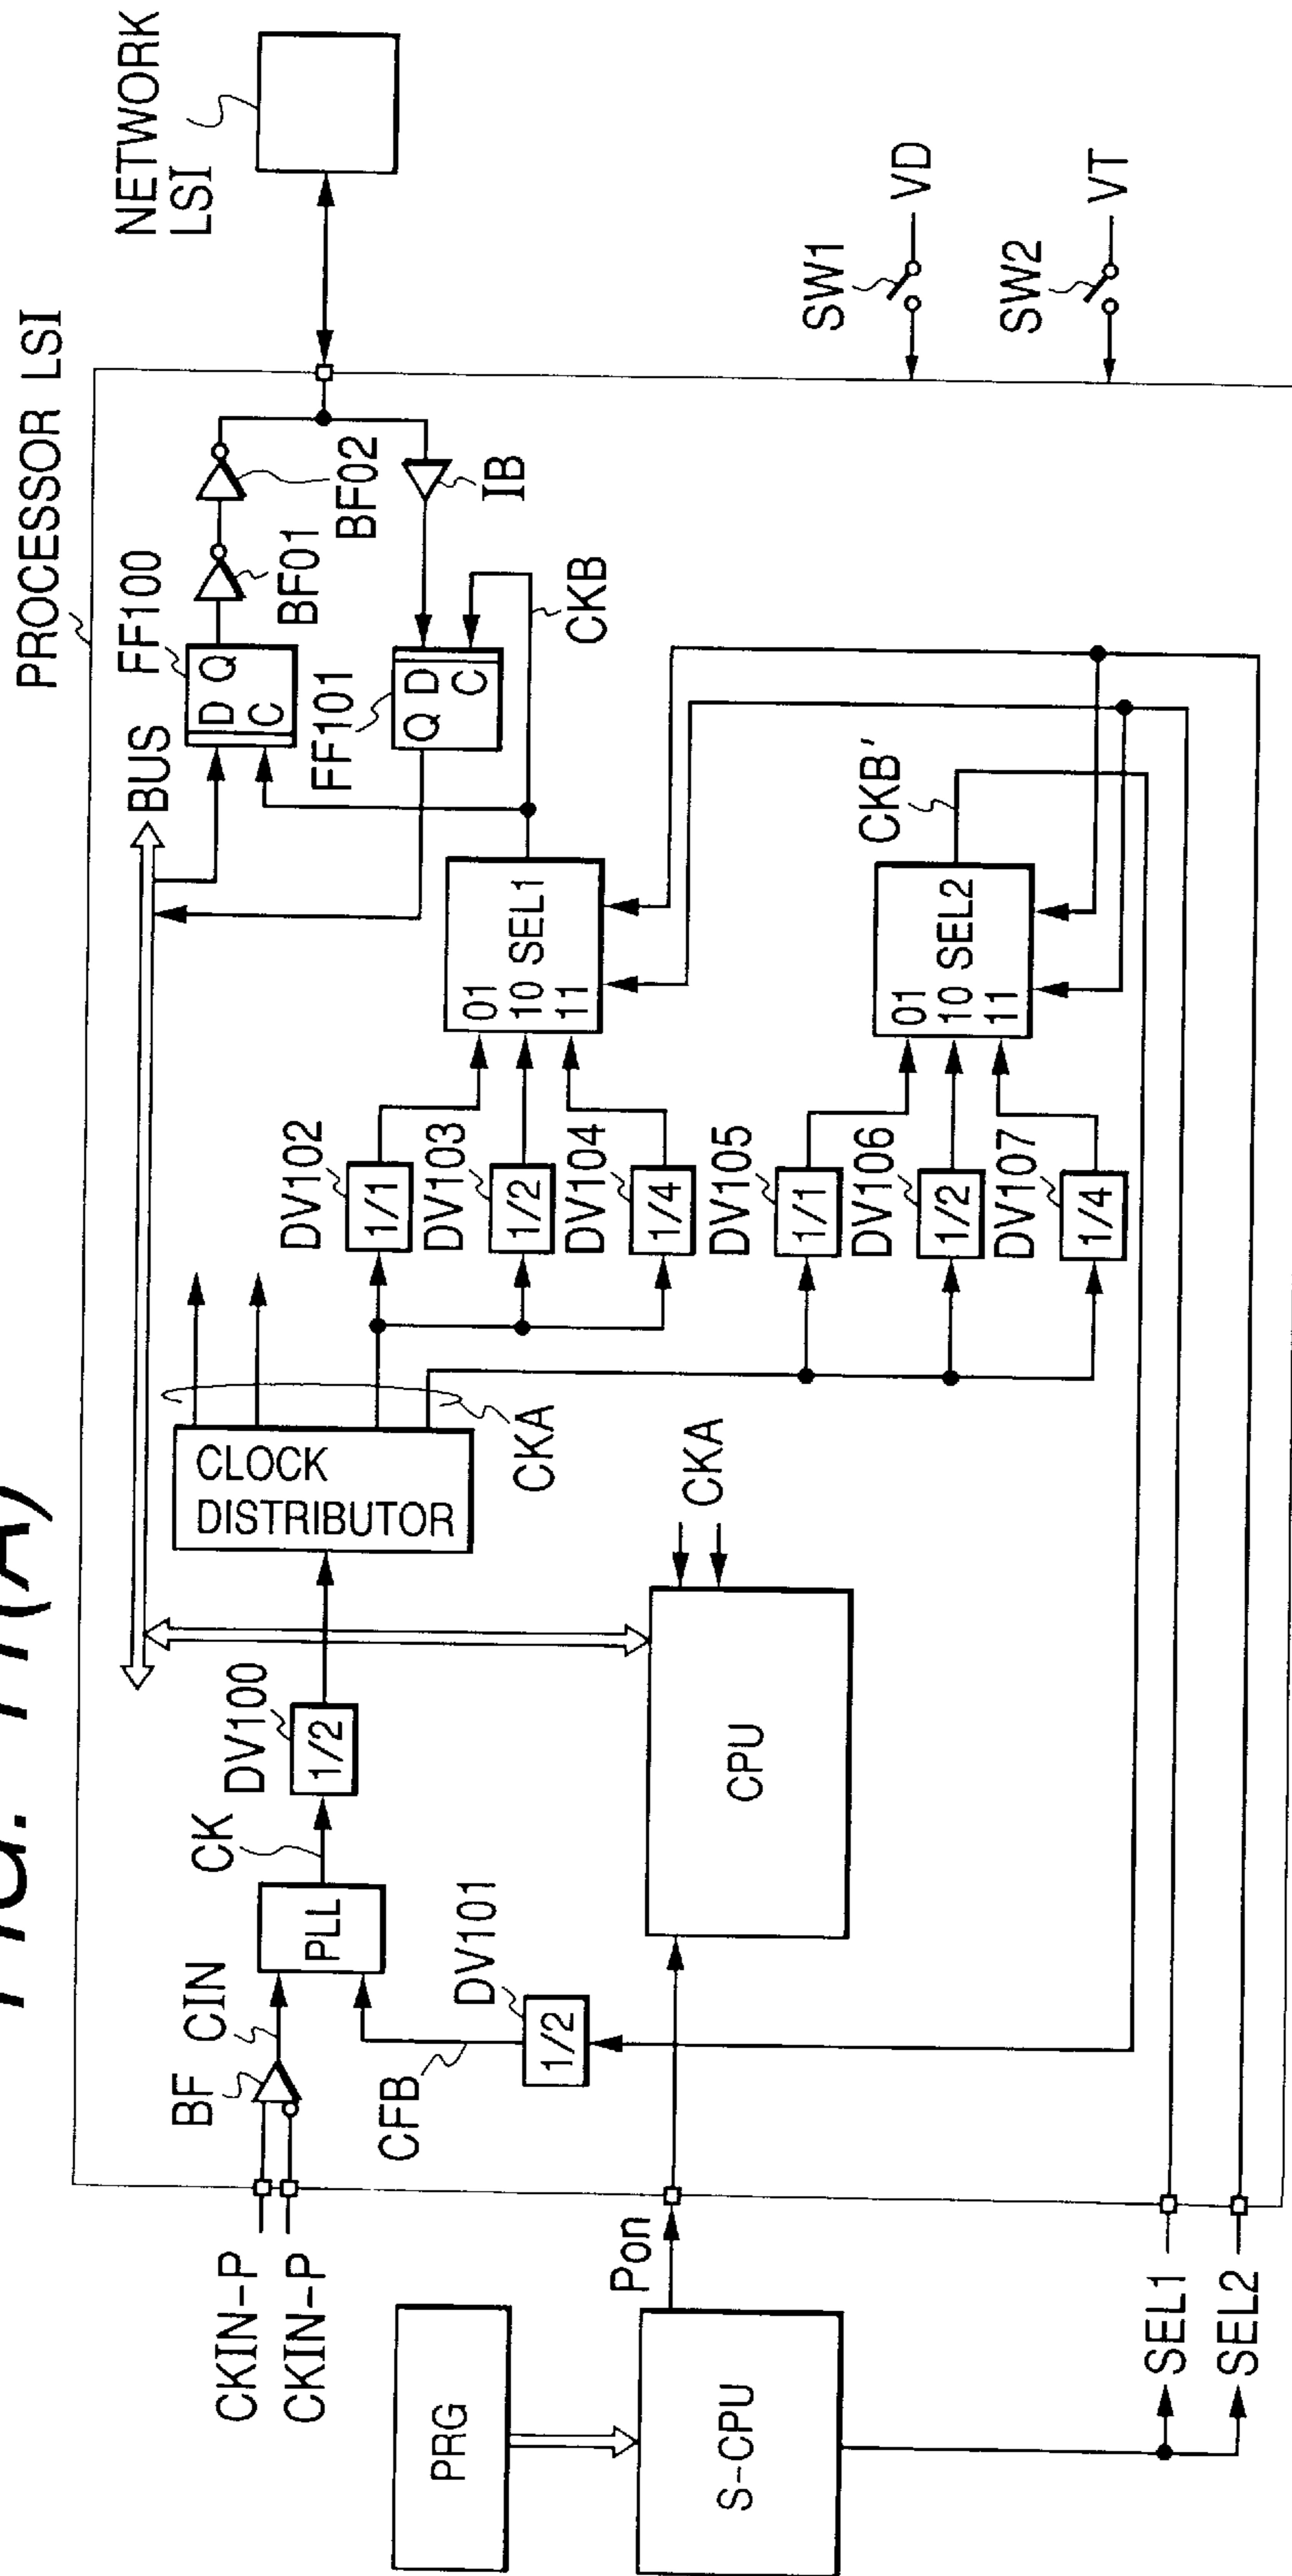 FIG. 11(A)
PROCESSOR LSI
NETWORK
LSI
BUS
FF100
D Q
C
BF01
BF02
IB
FF101
Q D
C
CKB
CKIN-P
CKIN-P
BF
CIN
PLL
CK
DV100
1/2
CLOCK
DISTRIBUTOR
CKA
DV102
1/1
DV103
1/2
DV104
1/4
01
10 SEL1
11
DV105
1/1
DV106
1/2
DV107
1/4
01
10 SEL2
11
CKB'
CFB
DV101
1/2
CPU
CKA
SW1
VD
SW2
VT
PRG
S-CPU
Pon
SEL1
SEL2